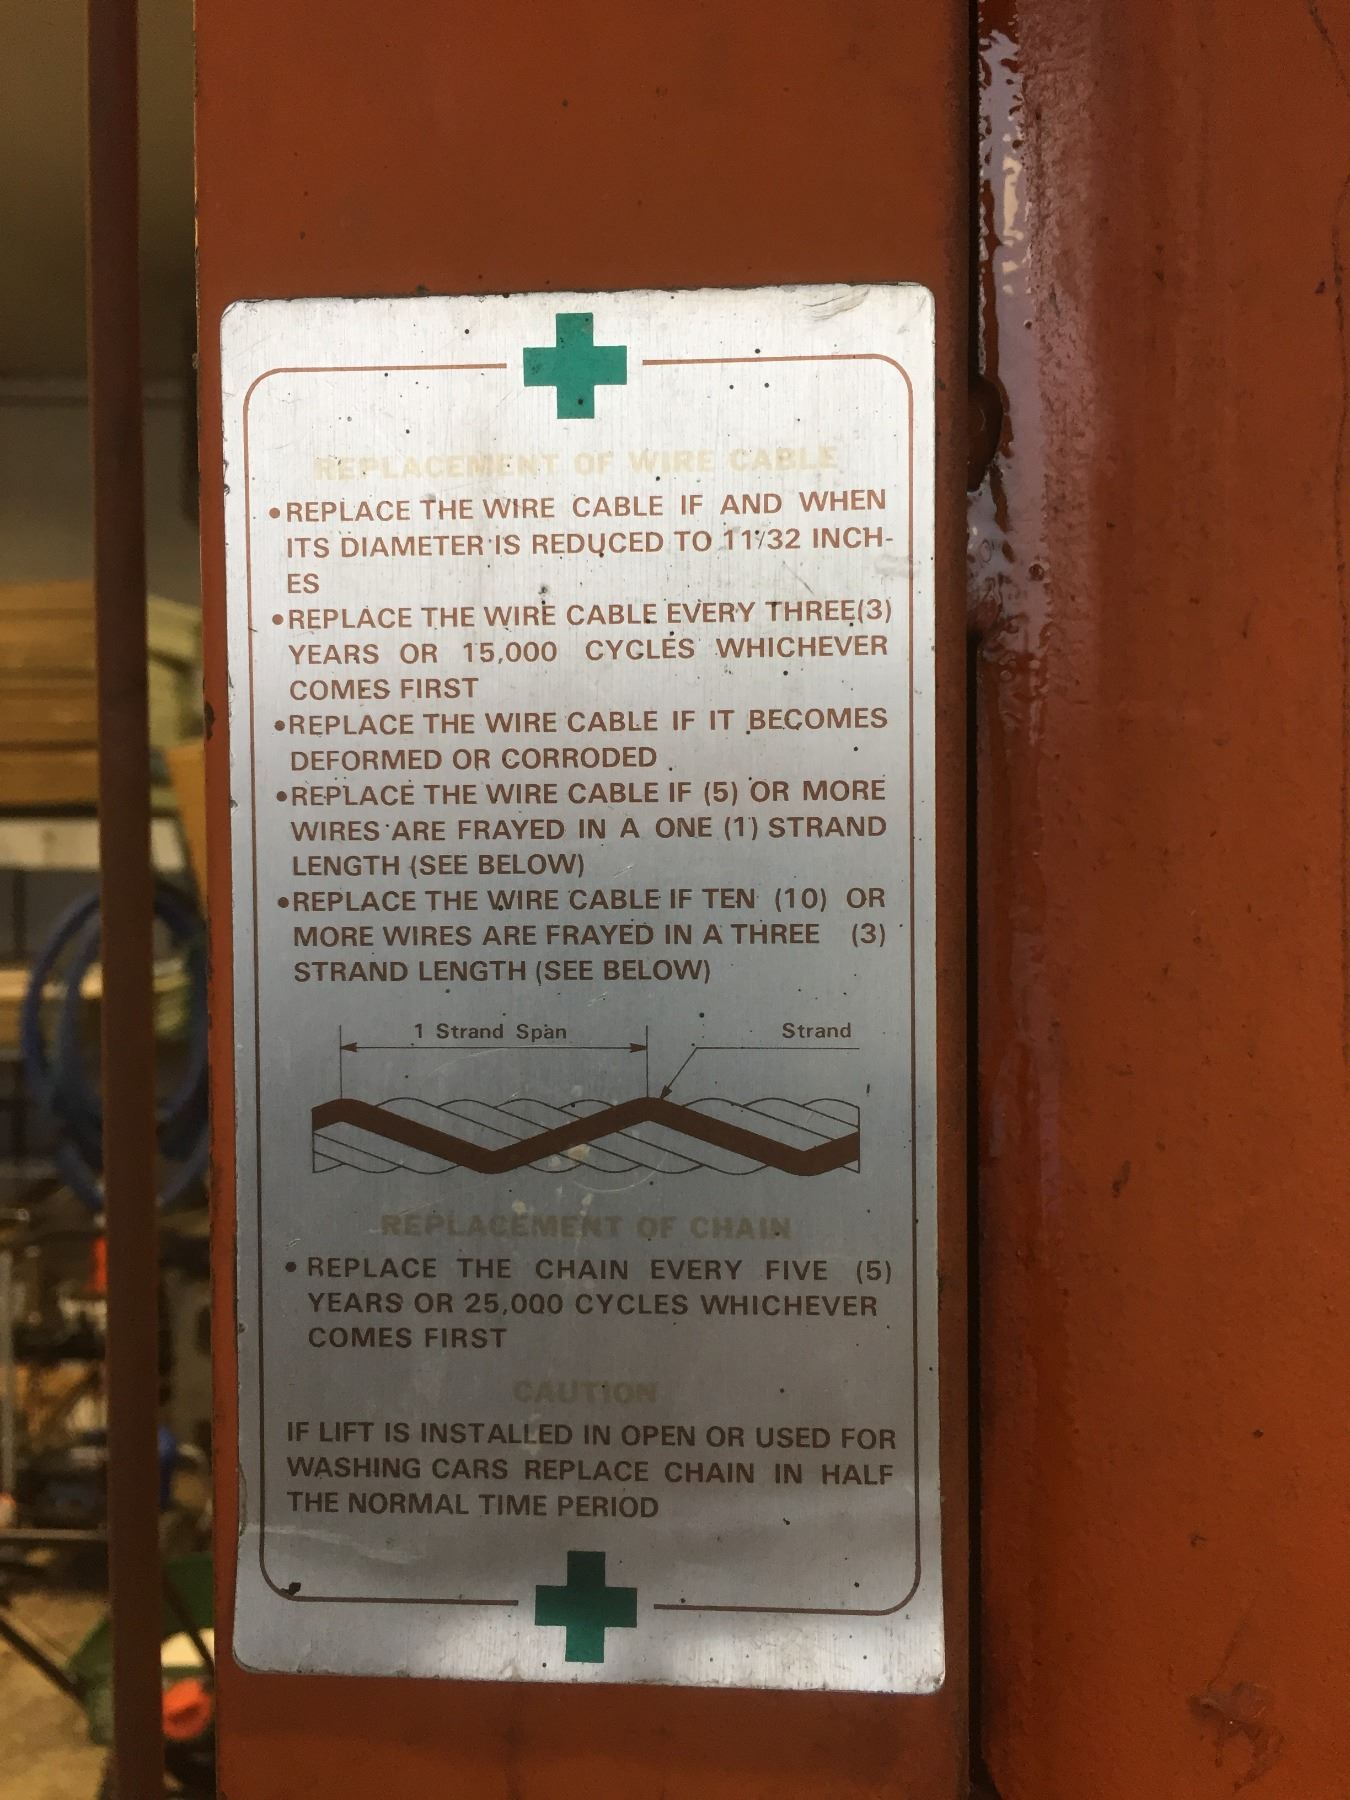 REPLACEMENT OF WIRE CABLE
•REPLACE THE WIRE CABLE IF AND WHEN
ITS DIAMETER IS REDUCED TO 11/32 INCH-
ES
•REPLACE THE WIRE CABLE EVERY THREE(3)
YEARS OR 15,000 CYCLES WHICHEVER
COMES FIRST
•REPLACE THE WIRE CABLE IF IT BECOMES
DEFORMED OR CORRODED
•REPLACE THE WIRE CABLE IF (5) OR MORE
WIRES ARE FRAYED IN A ONE (1) STRAND
LENGTH (SEE BELOW)
•REPLACE THE WIRE CABLE IF TEN (10) OR
MORE WIRES ARE FRAYED IN A THREE (3)
STRAND LENGTH (SEE BELOW)
1 Strand Span Strand
REPLACEMENT OF CHAIN
• REPLACE THE CHAIN EVERY FIVE (5)
YEARS OR 25,000 CYCLES WHICHEVER
COMES FIRST
CAUTION
IF LIFT IS INSTALLED IN OPEN OR USED FOR
WASHING CARS REPLACE CHAIN IN HALF
THE NORMAL TIME PERIOD